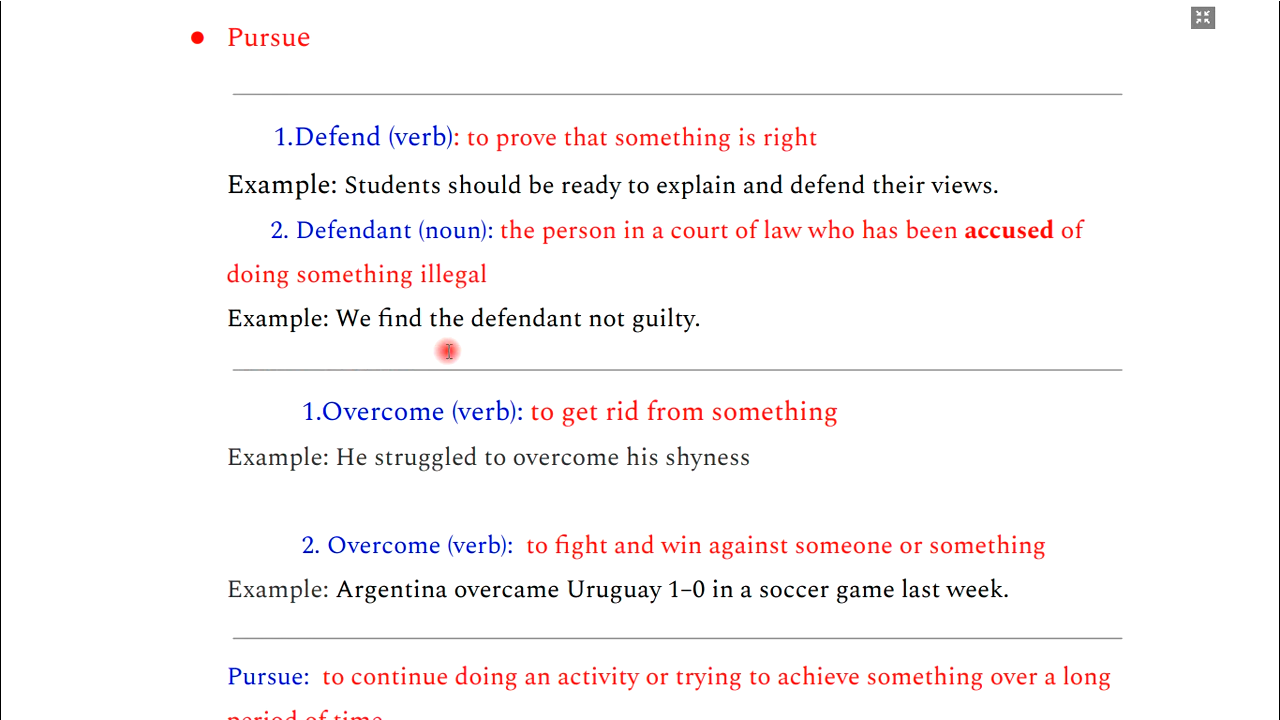 ● Pursue
1.Defend (verb): to prove that something is right
Example: Students should be ready to explain and defend their views.
2. Defendant (noun): the person in a court of law who has been accused of
doing something illegal
Example: We find the defendant not guilty.
1.Overcome (verb): to get rid from something
Example: He struggled to overcome his shyness
2. Overcome (verb): to fight and win against someone or something
Example: Argentina overcame Uruguay 1–0 in a soccer game last week.
Pursue: to continue doing an activity or trying to achieve something over a long
period of time